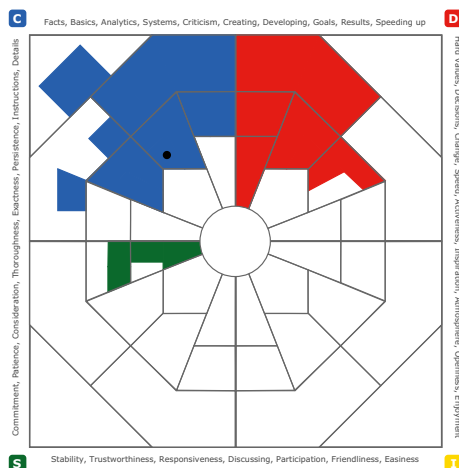 C
Facts, Basics, Analytics, Systems, Criticism, Creating, Developing, Goals, Results, Speeding up
D
Commitment, Patience, Consideration, Thoroughness, Exactness, Persistence, Instructions, Details
S
Stability, Trustworthiness, Responsiveness, Discussing, Participation, Friendliness, Easiness